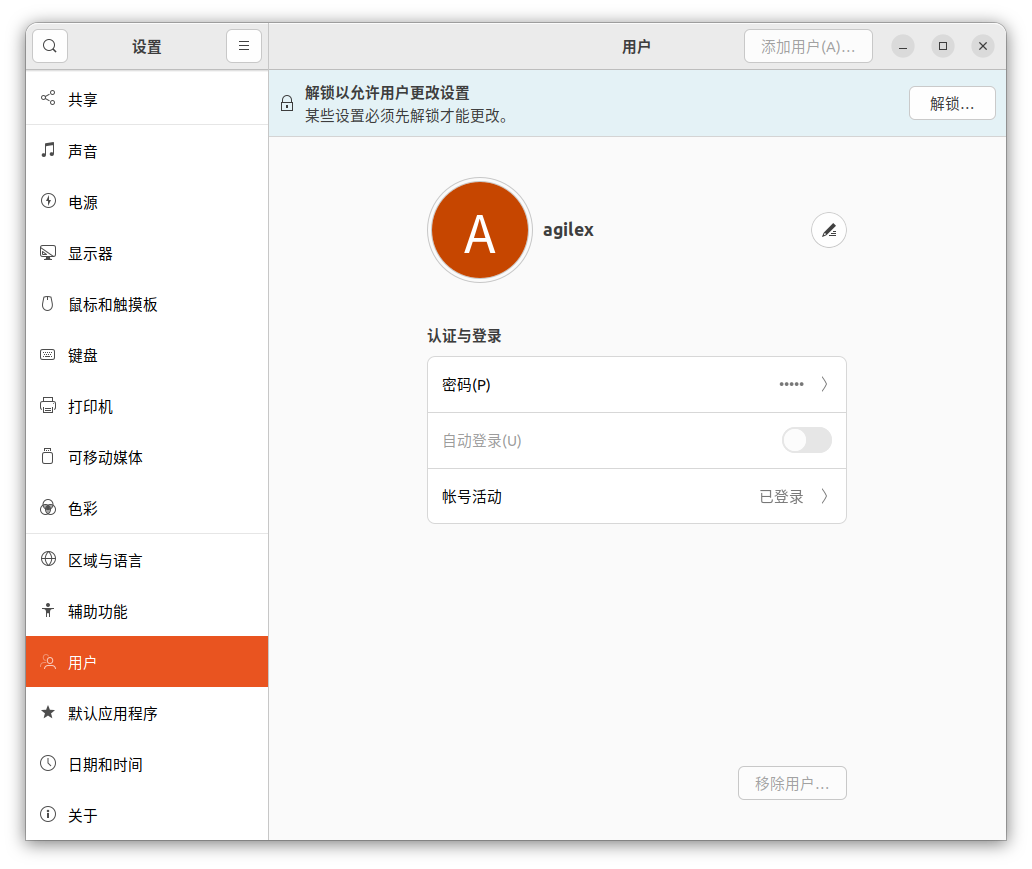 设置
用户
添加用户(A)…
解锁以允许用户更改设置
某些设置必须先解锁才能更改。
解锁…
共享
声音
电源
显示器
鼠标和触摸板
键盘
打印机
可移动媒体
色彩
区域与语言
辅助功能
用户
默认应用程序
日期和时间
关于
A
agilex
认证与登录
密码(P)
•••••
自动登录(U)
帐号活动
已登录
移除用户…